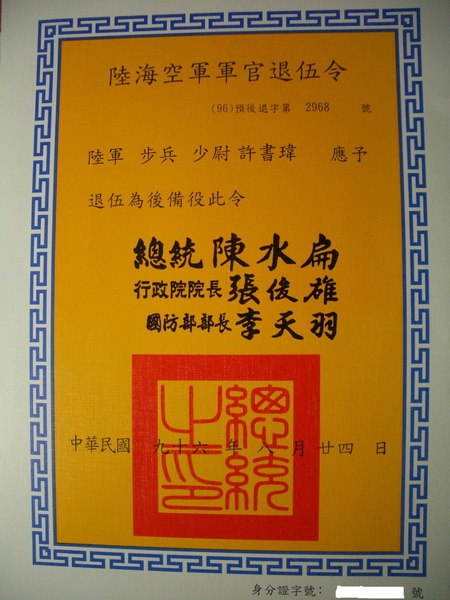 陸海空軍軍官退伍令
(96)預後退字第 2968 號
陸軍 步兵 少尉 許書瑋 應予
退伍為後備役此令
總統 陳水扁
行政院院長 張俊雄
國防部部長 李天羽
總統之印
中華民國 九十六 年 八 月 廿四 日
身分證字號： 號